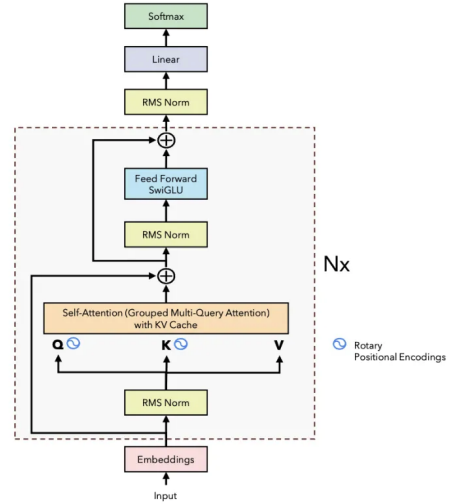 Softmax
Linear
RMS Norm
Feed Forward
SwiGLU
RMS Norm
Nx
Self-Attention (Grouped Multi-Query Attention)
with KV Cache
Q K V
Rotary
Positional Encodings
RMS Norm
Embeddings
Input